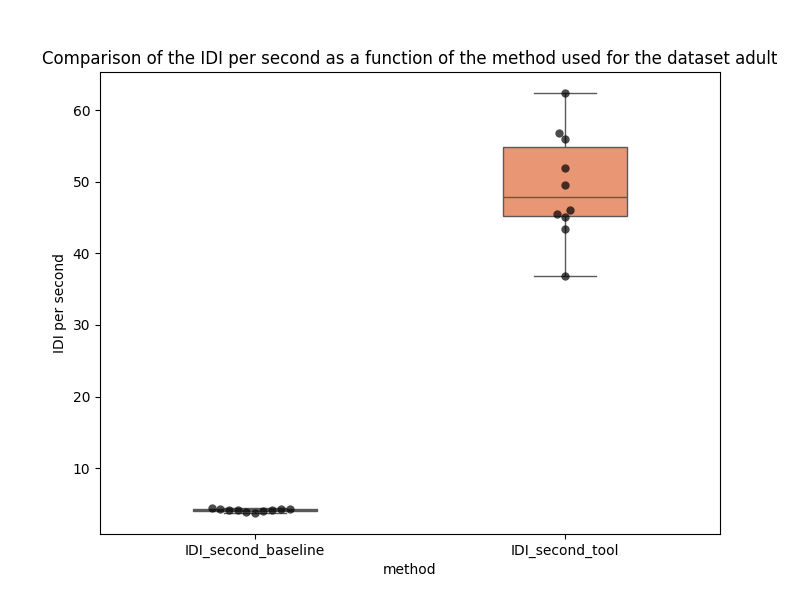 Comparison of the IDI per second as a function of the method used for the dataset adult
60
50
40
30
20
10
IDI per second
IDI_second_baseline
IDI_second_tool
method